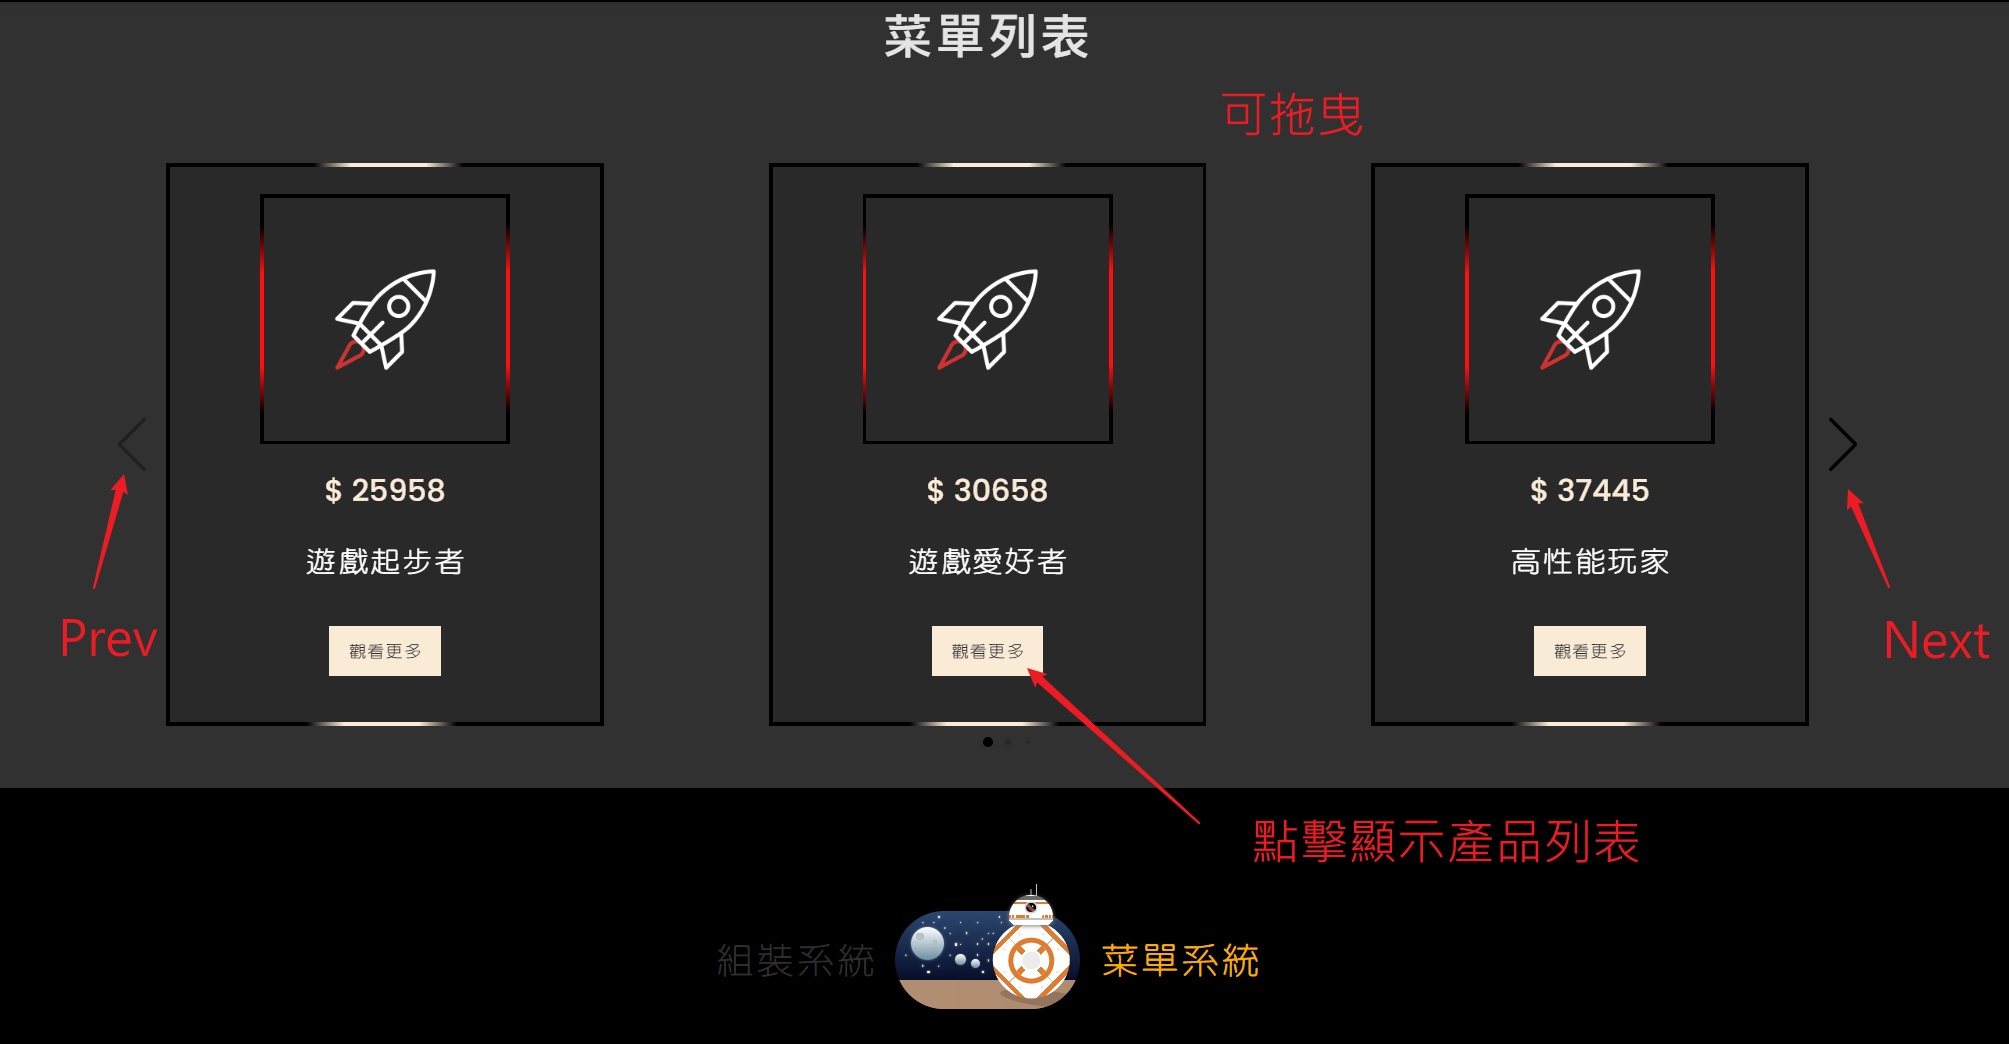 菜單列表
可拖曳
$ 25958
$ 30658
$ 37445
遊戲起步者
遊戲愛好者
高性能玩家
Prev
觀看更多
觀看更多
觀看更多
Next
點擊顯示產品列表
組裝系統
菜單系統